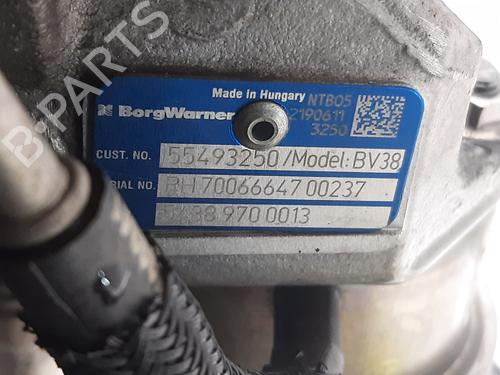 B-PARTS
Made in Hungary NTB05
BorgWarner 2190611
3250
CUST. NO. 55493250/Model:BV38
SERIAL NO. RH70066647 00237
970 0013